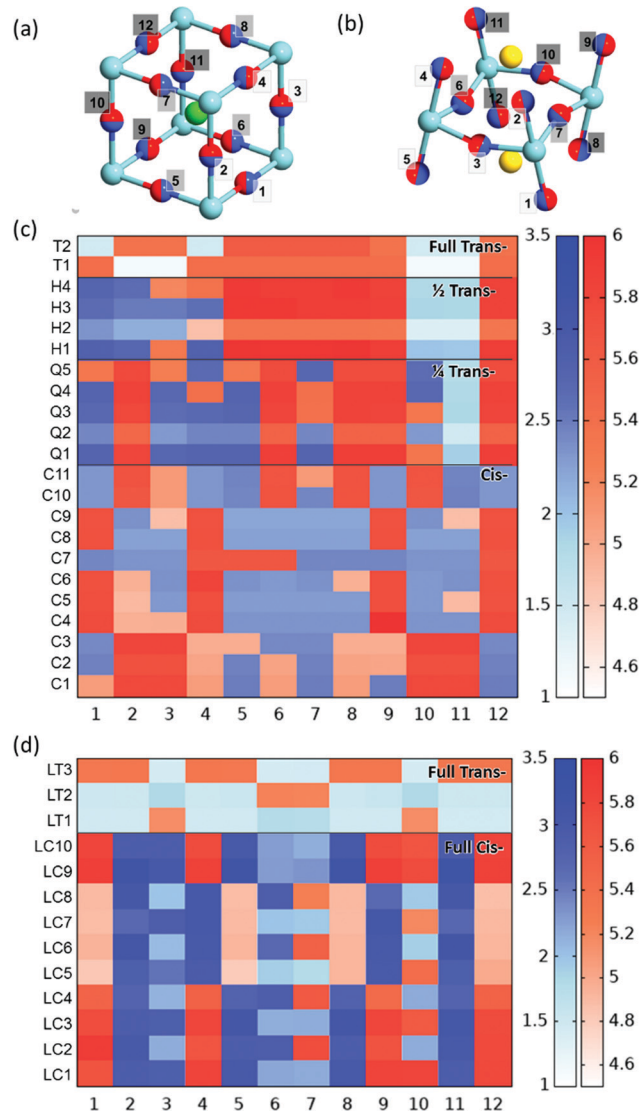 (a)
12
8
11
4
3
7
10
6
9
2
5
1
(b)
11
9
10
4
6
12
2
7
8
5
3
1
(c)
T2
T1
H4
H3
H2
H1
Q5
Q4
Q3
Q2
Q1
C11
C10
C9
C8
C7
C6
C5
C4
C3
C2
C1
Full Trans-
½ Trans-
¼ Trans-
Cis-
1 2 3 4 5 6 7 8 9 10 11 12
3.5
3
2.5
2
1.5
1
6
5.8
5.6
5.4
5.2
5
4.8
4.6
(d)
LT3
LT2
LT1
LC10
LC9
LC8
LC7
LC6
LC5
LC4
LC3
LC2
LC1
Full Trans-
Full Cis-
1 2 3 4 5 6 7 8 9 10 11 12
3.5
3
2.5
2
1.5
1
6
5.8
5.6
5.4
5.2
5
4.8
4.6